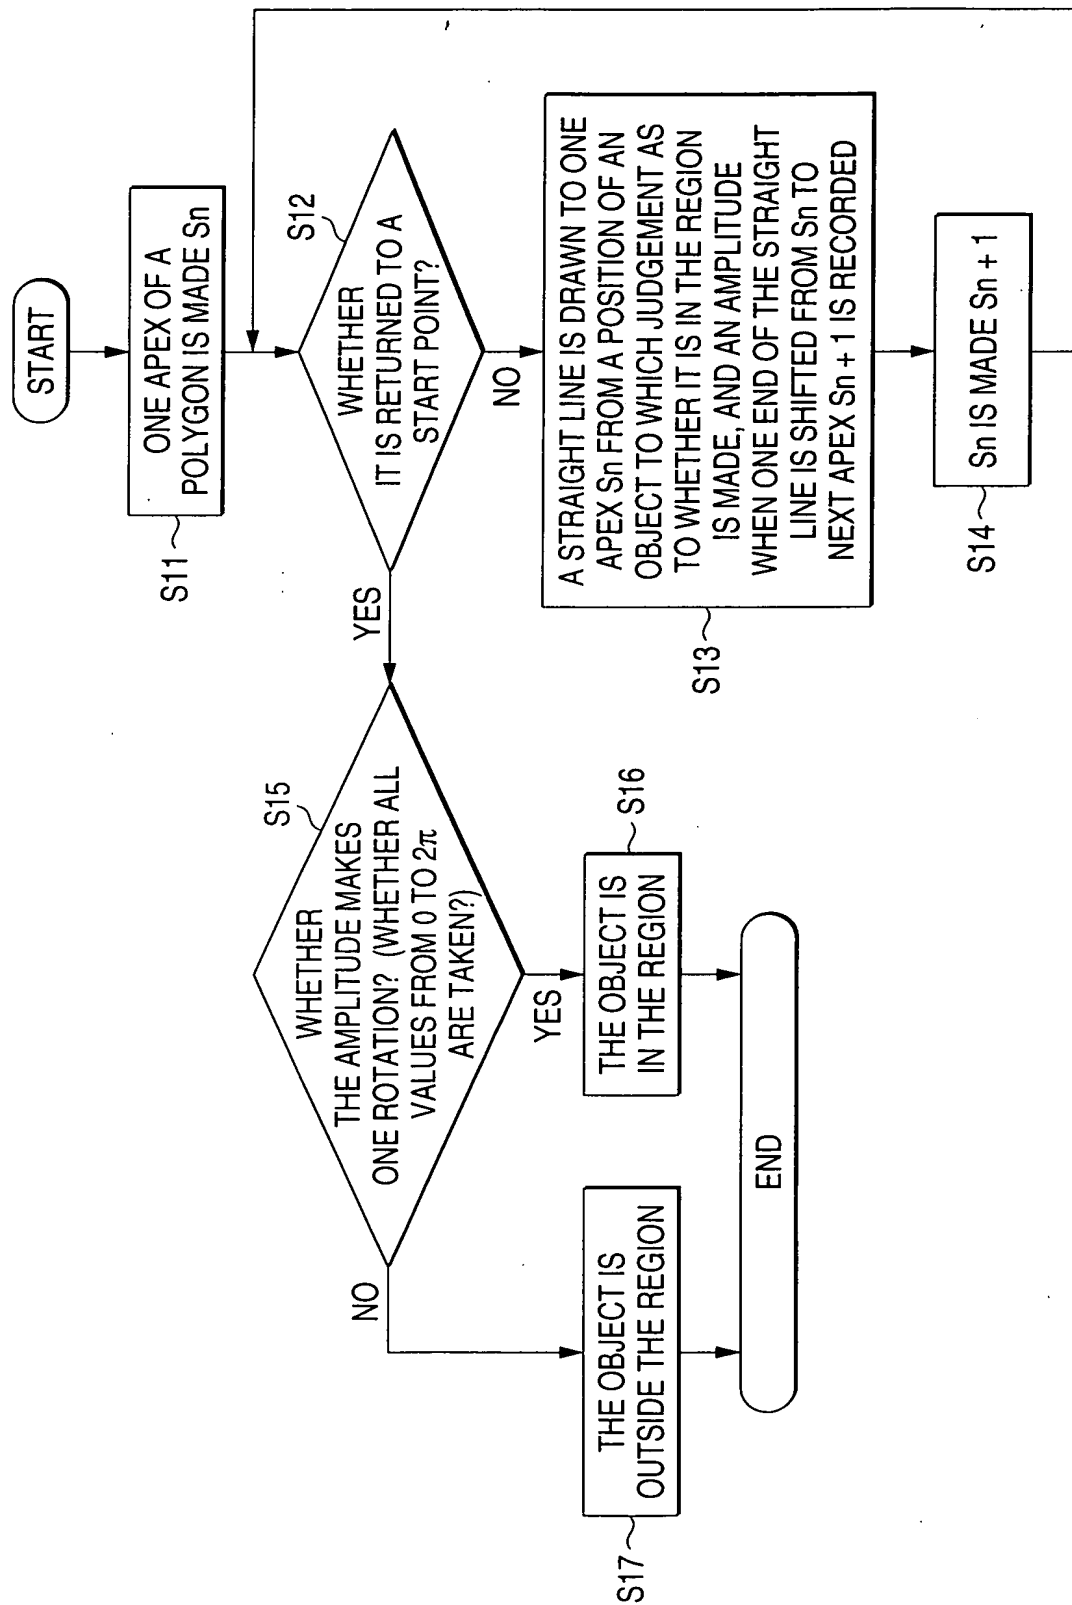 START
ONE APEX OF A
POLYGON IS MADE Sn
S11
S12
WHETHER
IT IS RETURNED TO A
START POINT?
YES
NO
A STRAIGHT LINE IS DRAWN TO ONE
APEX Sn FROM A POSITION OF AN
OBJECT TO WHICH JUDGEMENT AS
TO WHETHER IT IS IN THE REGION
IS MADE, AND AN AMPLITUDE
WHEN ONE END OF THE STRAIGHT
LINE IS SHIFTED FROM Sn TO
NEXT APEX Sn + 1 IS RECORDED
S13
Sn IS MADE Sn + 1
S14
S15
WHETHER
THE AMPLITUDE MAKES
ONE ROTATION? (WHETHER ALL
VALUES FROM 0 TO 2π
ARE TAKEN?)
NO
YES
S16
THE OBJECT IS
IN THE REGION
THE OBJECT IS
OUTSIDE THE REGION
S17
END